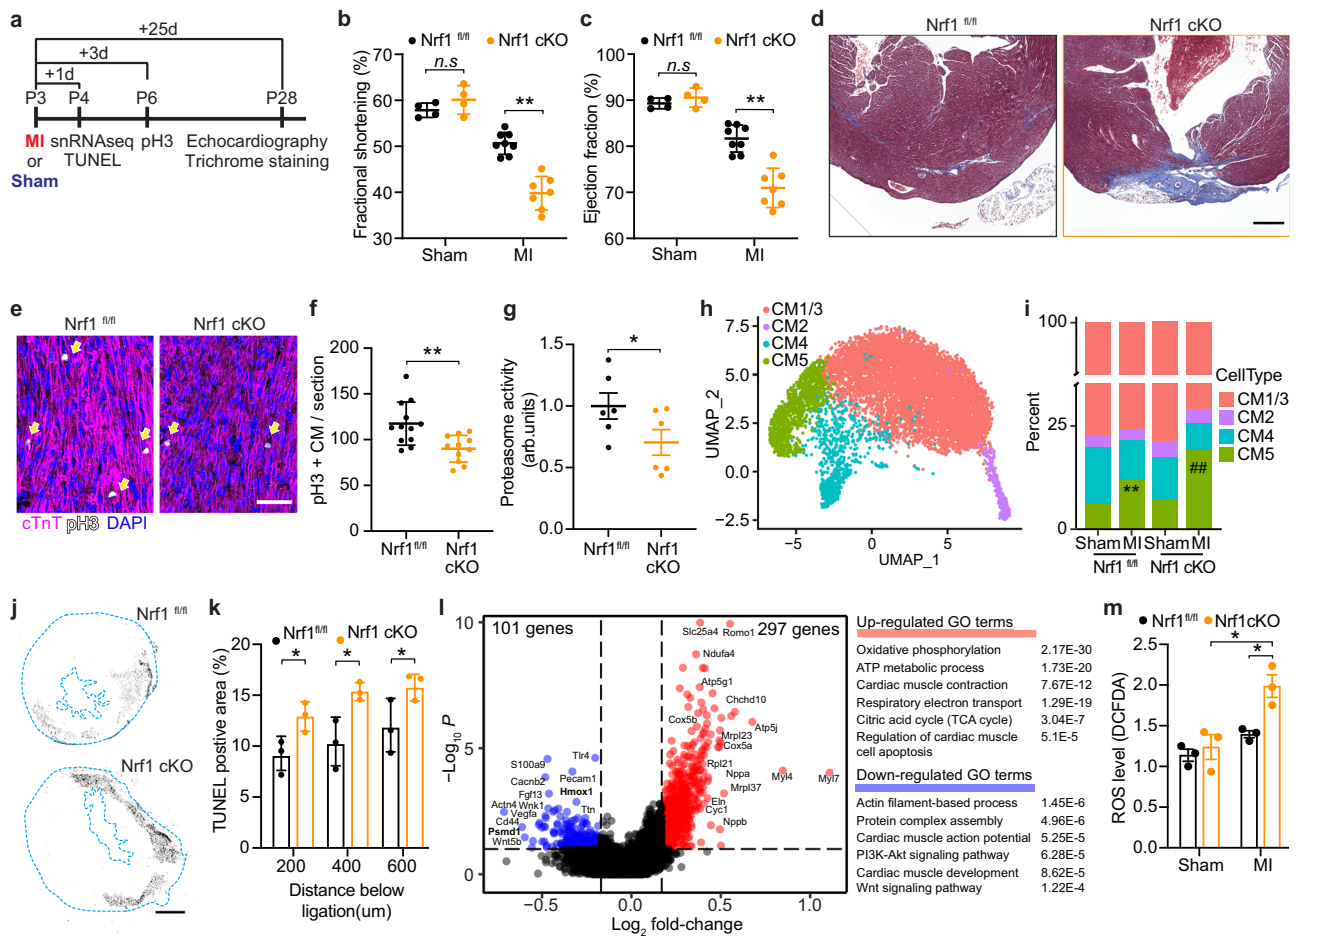 a
+25d
+3d
+1d
P3 P4 P6 P28
MI snRNAseq pH3 Echocardiography
or TUNEL Trichrome staining
Sham
b
Nrf1 fl/fl Nrf1 cKO
Fractional shortening (%)
70
60
50
40
30
n.s
**
Sham MI
c
Nrf1 fl/fl Nrf1 cKO
Ejection fraction (%)
100
90
80
70
60
n.s
**
Sham MI
d
Nrf1 fl/fl Nrf1 cKO
e
Nrf1 fl/fl Nrf1 cKO
cTnT pH3 DAPI
f
pH3 + CM / section
200
150
100
50
0
**
Nrf1fl/fl Nrf1
cKO
g
Proteasome activity
(arb.units)
1.5
1.0
0.5
0.0
*
Nrf1fl/fl Nrf1
cKO
h
CM1/3
CM2
CM4
CM5
UMAP_2
7.5
5.0
2.5
0.0
−2.5
−5 0 5
UMAP_1
i
Percent
100
25
0
**
##
CellType
CM1/3
CM2
CM4
CM5
Sham MI Sham MI
Nrf1 fl/fl Nrf1 cKO
j
Nrf1 fl/fl
Nrf1 cKO
k
Nrf1fl/fl Nrf1 cKO
TUNEL positive area (%)
20
15
10
5
0
* * *
200 400 600
Distance below
ligation(um)
l
101 genes 297 genes
−Log10 P
10
5
0
Slc25a4 Romo1
Ndufa4
Atp5g1
Chchd10
Cox5b
Atp5j
Mrpl23
Cox5a
Rpl21
Nppa
Myl4
Myl7
Mrpl37
Eln
Cyc1
Nppb
Tlr4
S100a9
Pecam1
Cacnb2
Fgf13
Hmox1
Actn4
Wnk1
Ttn
Vegfa
Cd44
Psmd1
Wnt5b
−0.5 0.0 0.5 1.0
Log2 fold-change
Up-regulated GO terms
Oxidative phosphorylation 2.17E-30
ATP metabolic process 1.73E-20
Cardiac muscle contraction 7.67E-12
Respiratory electron transport 1.29E-19
Citric acid cycle (TCA cycle) 3.04E-7
Regulation of cardiac muscle 5.1E-5
cell apoptosis
Down-regulated GO terms
Actin filament-based process 1.45E-6
Protein complex assembly 4.96E-6
Cardiac muscle action potential 5.25E-5
PI3K-Akt signaling pathway 6.28E-5
Cardiac muscle development 8.62E-5
Wnt signaling pathway 1.22E-4
m
Nrf1fl/fl Nrf1cKO
ROS level (DCFDA)
2.5
2.0
1.5
1.0
0.5
0.0
*
*
Sham MI